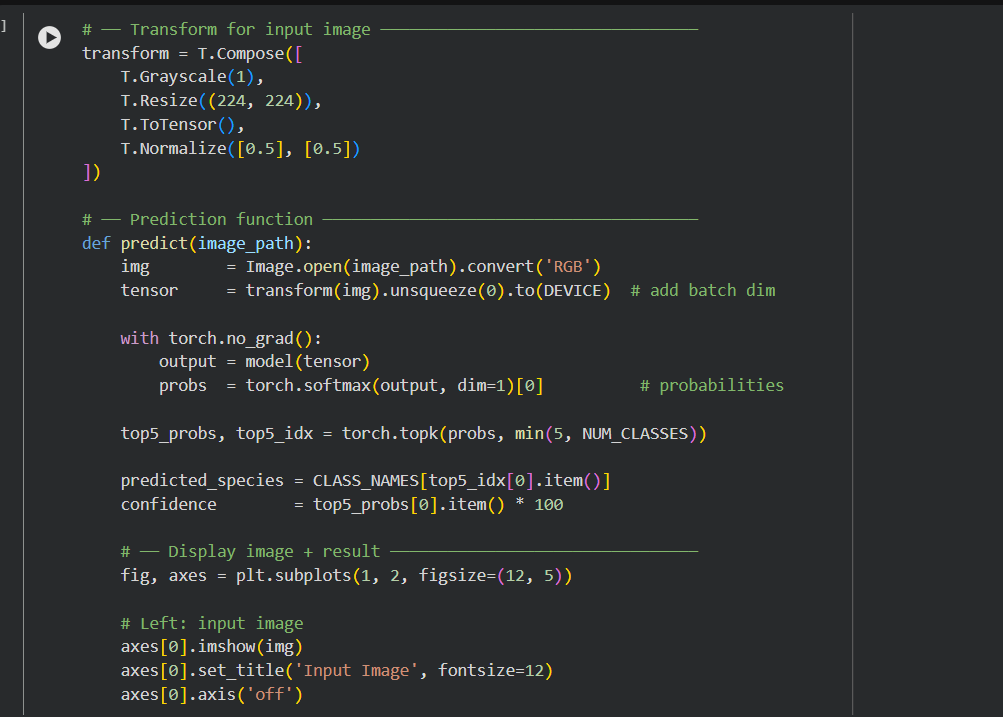 ]
# —— Transform for input image ————————————————————————
transform = T.Compose([
    T.Grayscale(1),
    T.Resize((224, 224)),
    T.ToTensor(),
    T.Normalize([0.5], [0.5])
])
# —— Prediction function ——————————————————————————————
def predict(image_path):
    img        = Image.open(image_path).convert('RGB')
    tensor     = transform(img).unsqueeze(0).to(DEVICE)  # add batch dim
    with torch.no_grad():
        output = model(tensor)
        probs  = torch.softmax(output, dim=1)[0]          # probabilities
    top5_probs, top5_idx = torch.topk(probs, min(5, NUM_CLASSES))
    predicted_species = CLASS_NAMES[top5_idx[0].item()]
    confidence        = top5_probs[0].item() * 100
    # —— Display image + result ———————————————————————
    fig, axes = plt.subplots(1, 2, figsize=(12, 5))
    # Left: input image
    axes[0].imshow(img)
    axes[0].set_title('Input Image', fontsize=12)
    axes[0].axis('off')